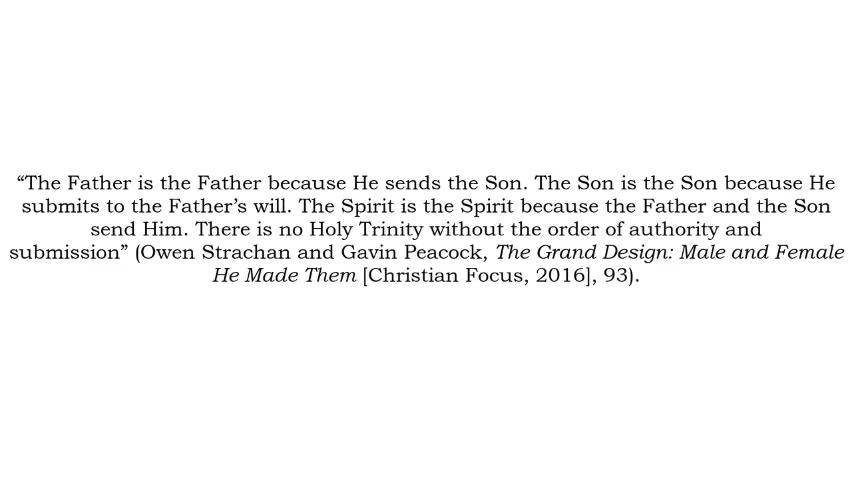 “The Father is the Father because He sends the Son. The Son is the Son because He
submits to the Father’s will. The Spirit is the Spirit because the Father and the Son
send Him. There is no Holy Trinity without the order of authority and
submission” (Owen Strachan and Gavin Peacock, The Grand Design: Male and Female
He Made Them [Christian Focus, 2016], 93).